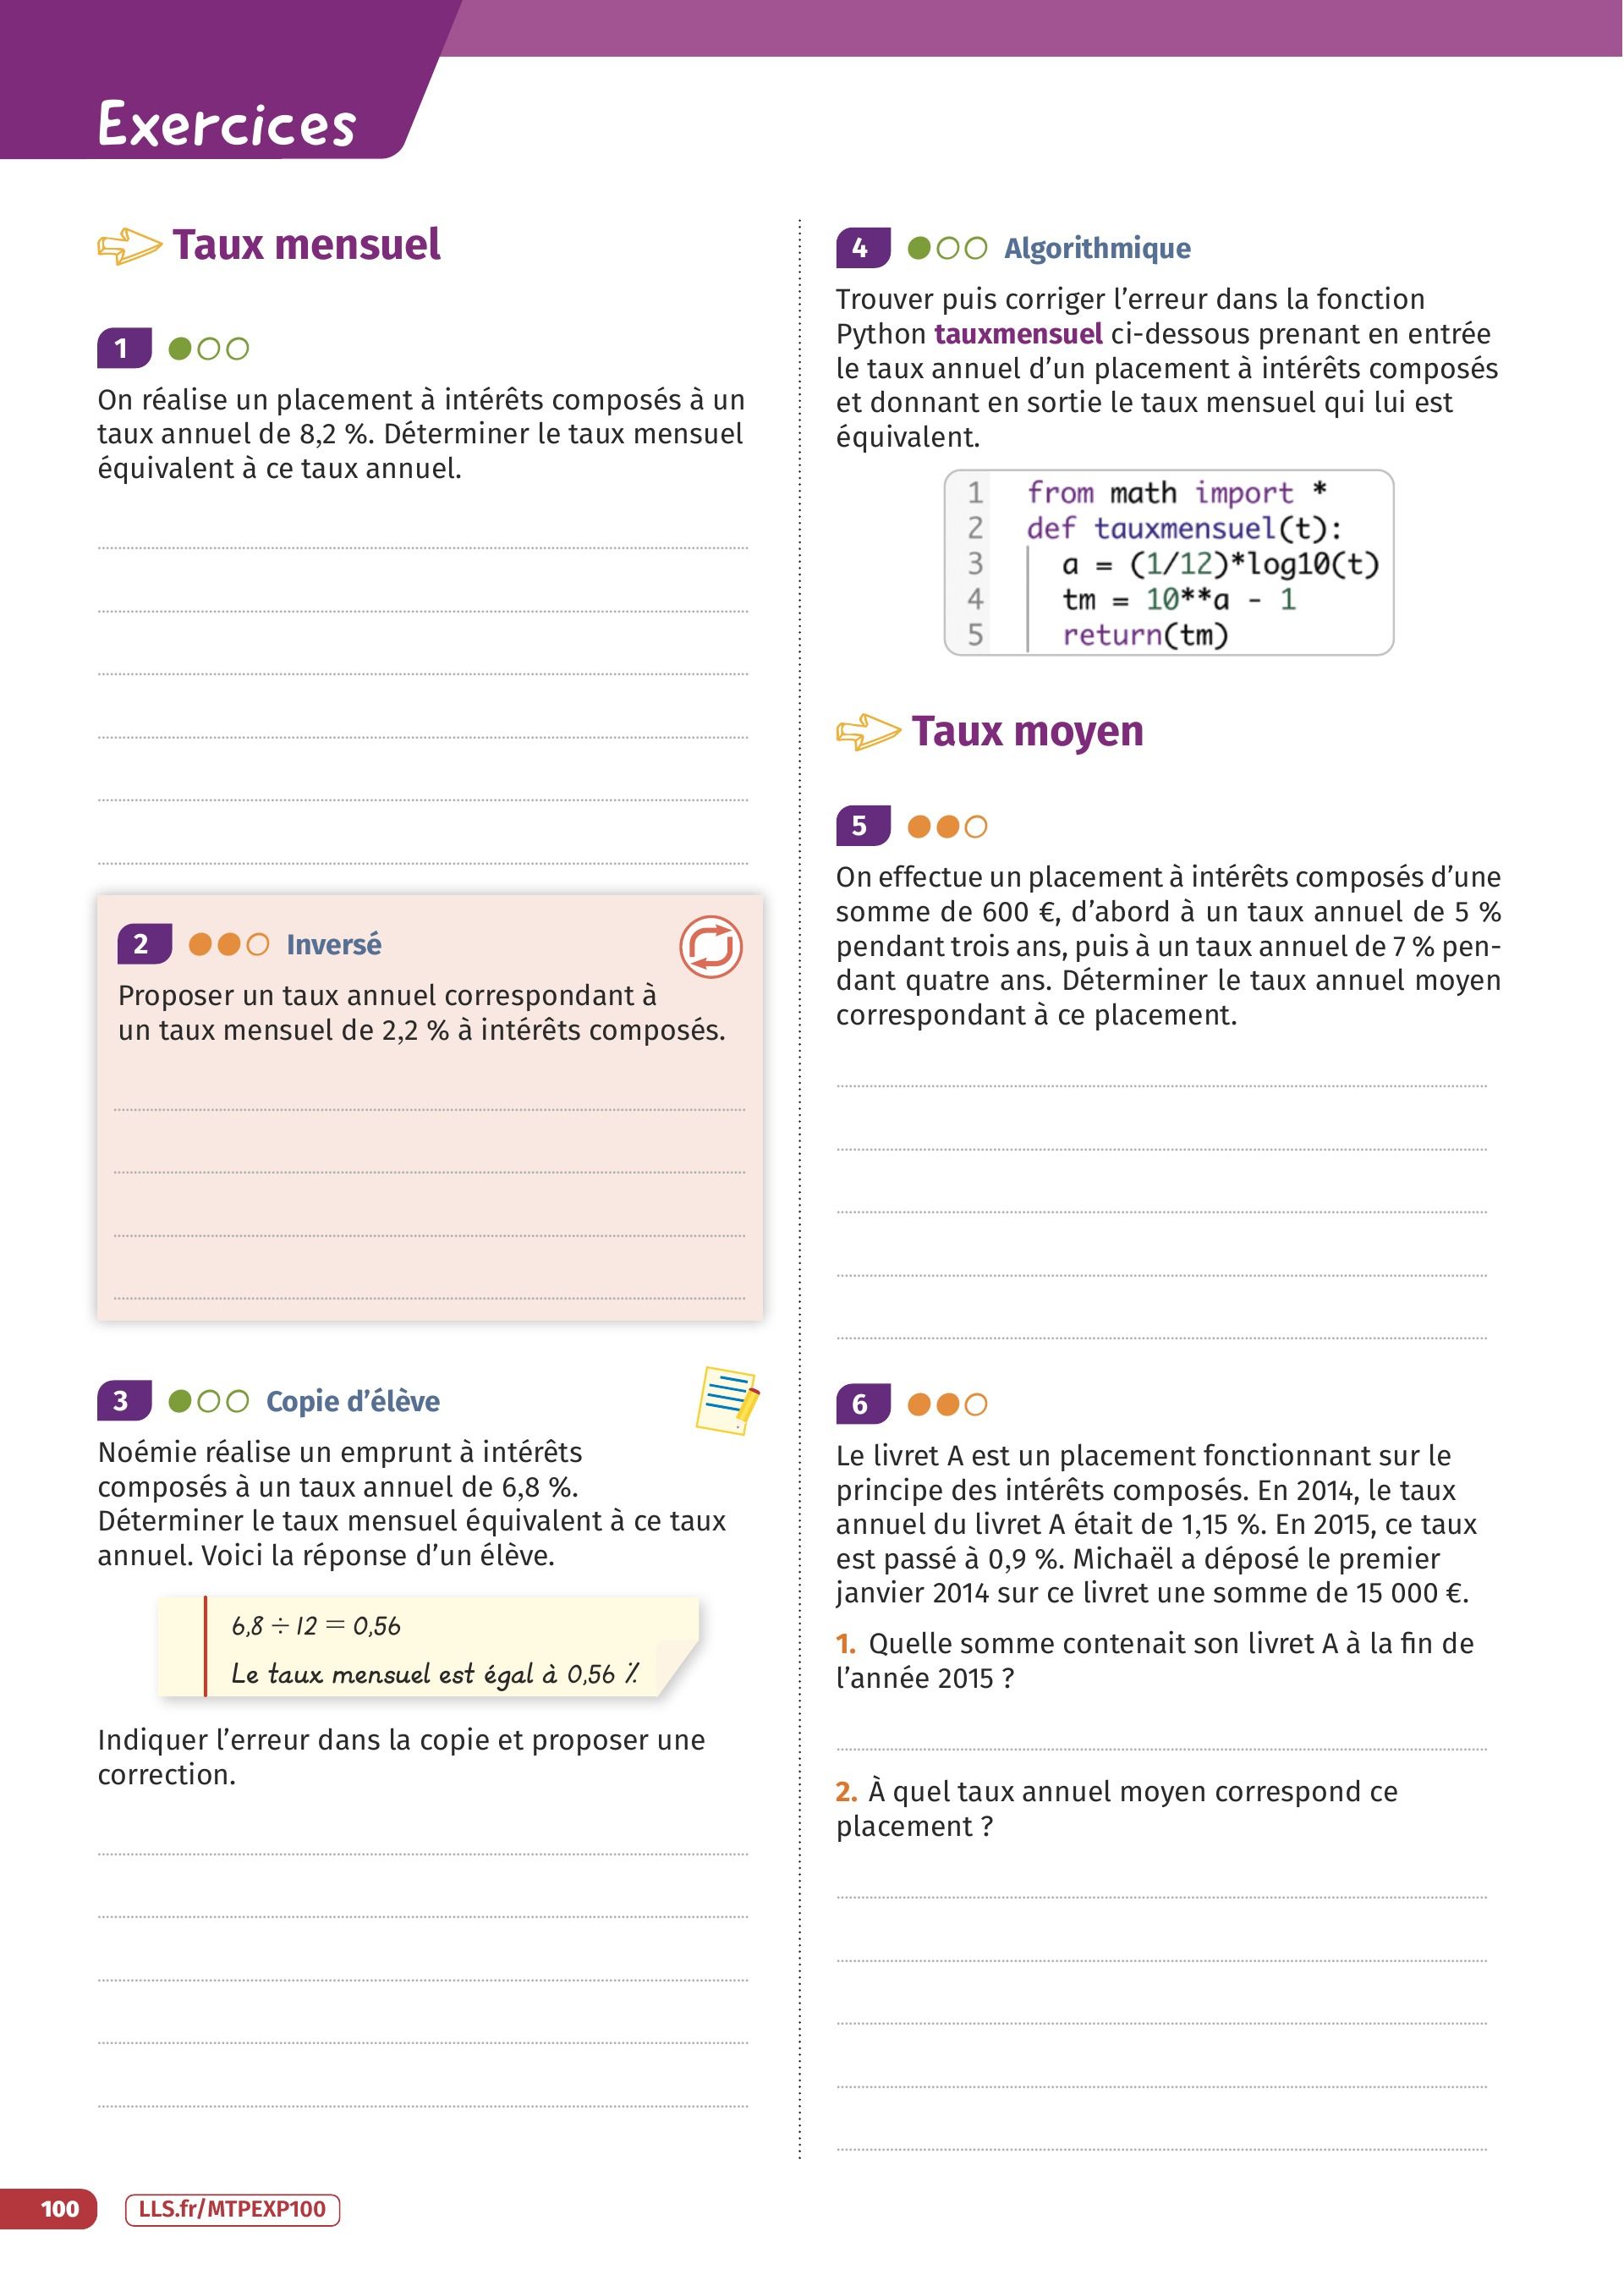 Exercices
Taux mensuel
1
On réalise un placement à intérêts composés à un
taux annuel de 8,2 %. Déterminer le taux mensuel
équivalent à ce taux annuel.
2 Inversé
Proposer un taux annuel correspondant à
un taux mensuel de 2,2 % à intérêts composés.
3 Copie d’élève
Noémie réalise un emprunt à intérêts
composés à un taux annuel de 6,8 %.
Déterminer le taux mensuel équivalent à ce taux
annuel. Voici la réponse d’un élève.
6,8 ÷ 12 = 0,56
Le taux mensuel est égal à 0,56 %
Indiquer l’erreur dans la copie et proposer une
correction.
4 Algorithmique
Trouver puis corriger l’erreur dans la fonction
Python tauxmensuel ci-dessous prenant en entrée
le taux annuel d’un placement à intérêts composés
et donnant en sortie le taux mensuel qui lui est
équivalent.
1 from math import *
2 def tauxmensuel(t):
3 a = (1/12)*log10(t)
4 tm = 10**a - 1
5 return(tm)
Taux moyen
5
On effectue un placement à intérêts composés d’une
somme de 600 €, d’abord à un taux annuel de 5 %
pendant trois ans, puis à un taux annuel de 7 % pen-
dant quatre ans. Déterminer le taux annuel moyen
correspondant à ce placement.
6
Le livret A est un placement fonctionnant sur le
principe des intérêts composés. En 2014, le taux
annuel du livret A était de 1,15 %. En 2015, ce taux
est passé à 0,9 %. Michaël a déposé le premier
janvier 2014 sur ce livret une somme de 15 000 €.
1. Quelle somme contenait son livret A à la fin de
l’année 2015 ?
2. À quel taux annuel moyen correspond ce
placement ?
100
LLS.fr/MTPEXP100